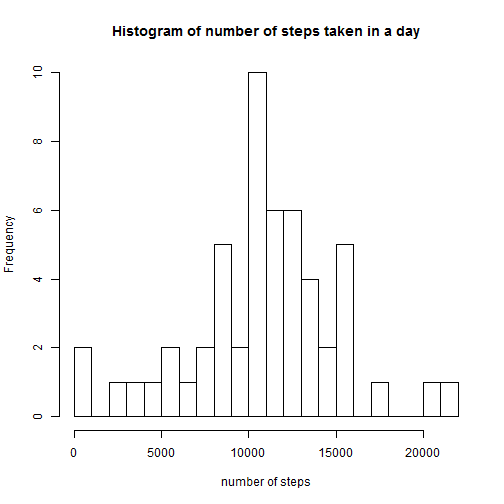 Histogram of number of steps taken in a day
Frequency
10
8
6
4
2
0
0 5000 10000 15000 20000
number of steps